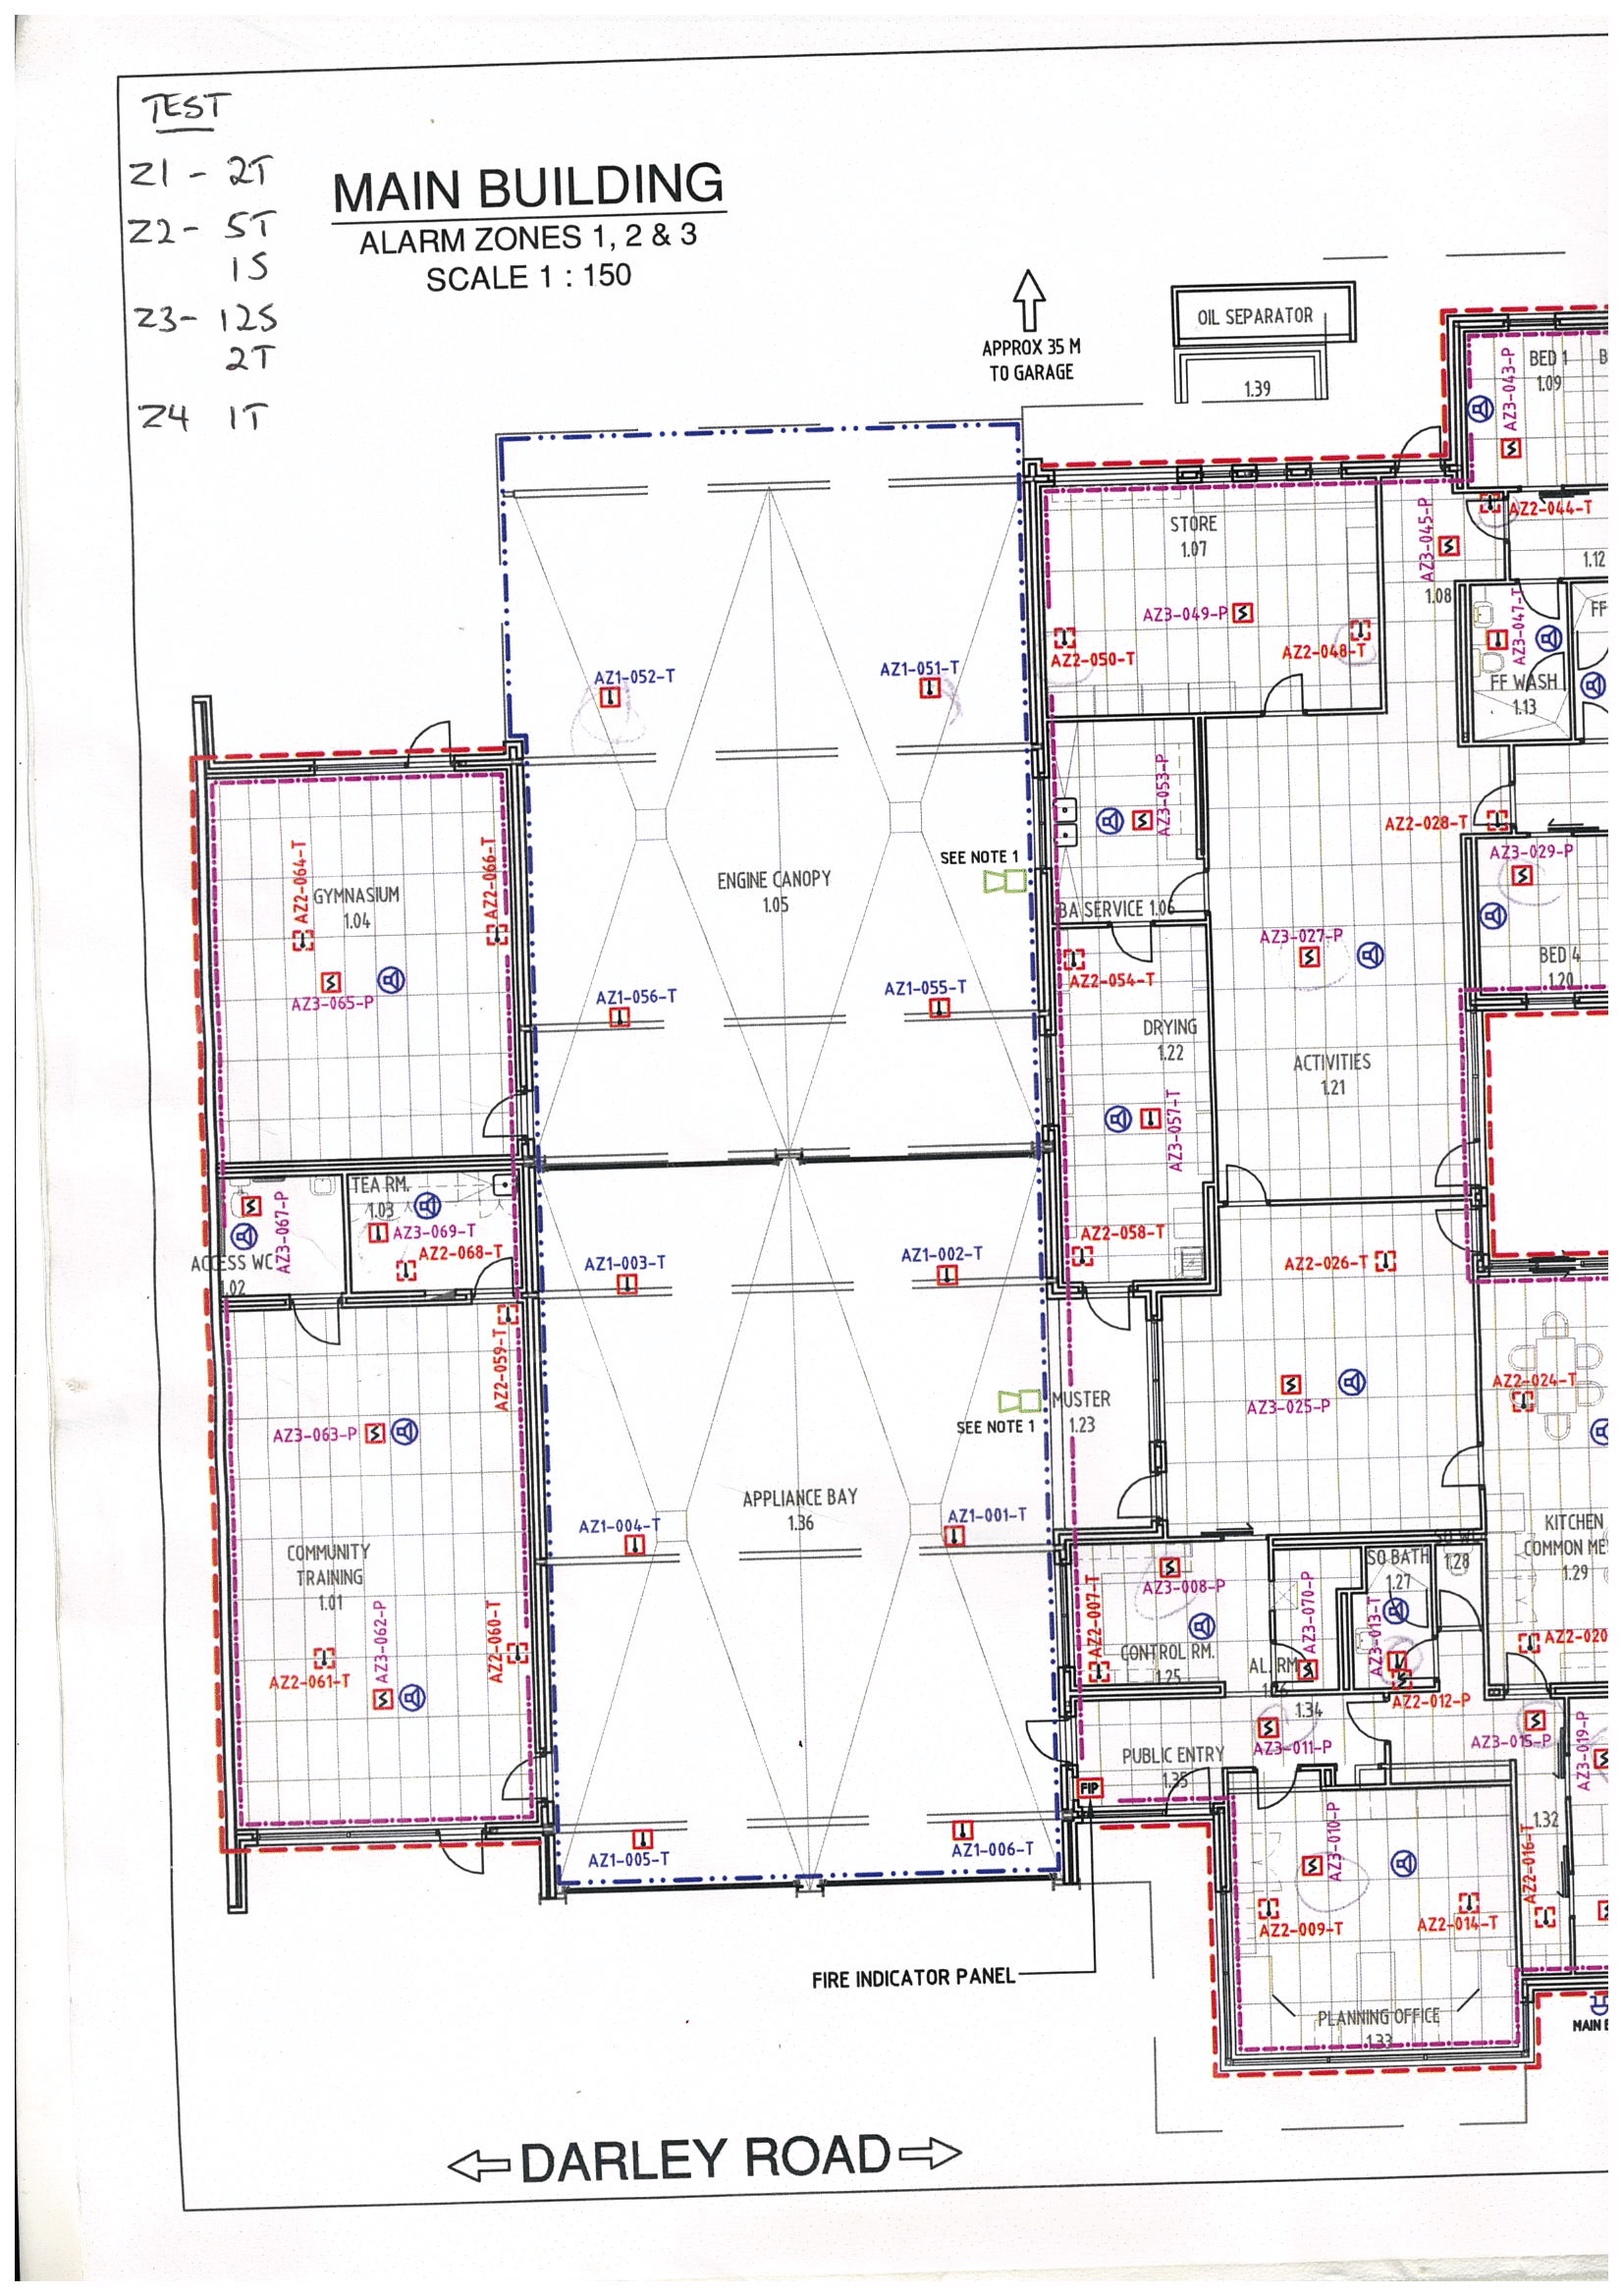 TEST
Z1 - 2T
Z2 - 5T
1S
Z3 - 12S
2T
Z4 1T
MAIN BUILDING
ALARM ZONES 1, 2 & 3
SCALE 1 : 150
APPROX 35 M
TO GARAGE
OIL SEPARATOR
1.39
BED 1
1.09
AZ3-043-P
AZ2-044-T
AZ3-045-P
1.08
1.12
STORE
1.07
AZ3-049-P
AZ2-050-T
AZ2-048-T
AZ3-047-T
FF
FF WASH
1.13
AZ1-052-T
AZ1-051-T
AZ3-053-P
AZ2-028-T
AZ3-029-P
SEE NOTE 1
ENGINE CANOPY
1.05
BA SERVICE 1.06
GYMNASIUM
1.04
AZ2-064-T
AZ2-066-T
AZ3-065-P
AZ3-027-P
BED 4
1.20
AZ2-054-T
AZ1-056-T
AZ1-055-T
DRYING
1.22
ACTIVITIES
1.21
AZ3-057-T
TEA RM.
1.03
AZ3-067-P
AZ3-069-T
AZ2-068-T
ACCESS WC
1.02
AZ1-003-T
AZ1-002-T
AZ2-058-T
AZ2-026-T
AZ2-059-T
AZ2-024-T
AZ3-063-P
AZ3-025-P
MUSTER
1.23
SEE NOTE 1
APPLIANCE BAY
1.36
AZ1-004-T
AZ1-001-T
COMMUNITY
TRAINING
1.01
KITCHEN
COMMON ME
1.29
SO BATH
1.27
1.28
AZ3-008-P
AZ2-007-T
AZ3-070-P
AZ3-013-T
AZ3-062-P
AZ2-060-T
AZ2-061-T
CONTROL RM.
1.25
AL. RM
AZ2-020
AZ2-012-P
1.34
AZ3-011-P
AZ3-015-P
AZ3-019-P
PUBLIC ENTRY
1.35
FIP
AZ1-005-T
AZ1-006-T
AZ3-010-P
1.32
AZ2-016-T
AZ2-009-T
AZ2-014-T
FIRE INDICATOR PANEL
PLANNING OFFICE
1.33
MAIN E
DARLEY ROAD